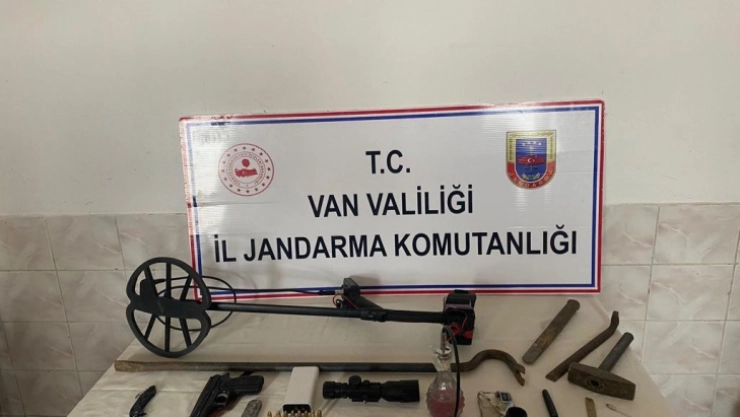 T.C.
VAN VALİLİĞİ
İL JANDARMA KOMUTANLIĞI